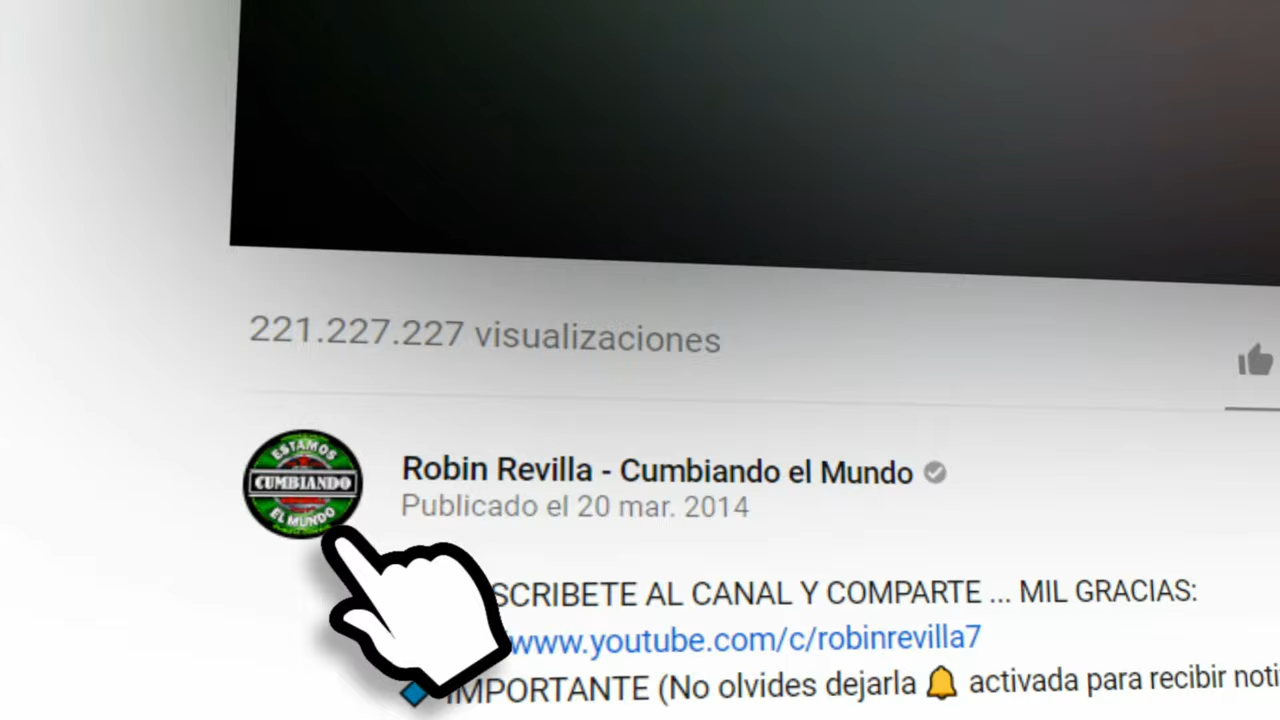 221.227.227 visualizaciones
ESTAMOS
CUMBIANDO
EL MUNDO
Robin Revilla - Cumbiando el Mundo
Publicado el 20 mar. 2014
SCRIBETE AL CANAL Y COMPARTE ... MIL GRACIAS:
www.youtube.com/c/robinrevilla7
IMPORTANTE (No olvides dejarla 🔔 activada para recibir noti